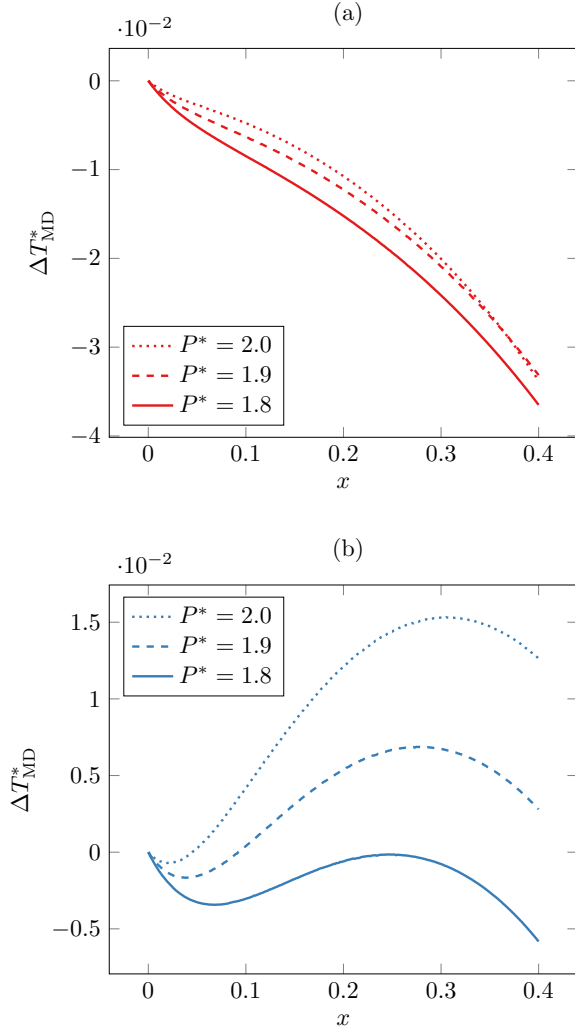 (a)
·10⁻²
0
−1
−2
−3
−4
ΔT*MD
P* = 2.0
P* = 1.9
P* = 1.8
0 0.1 0.2 0.3 0.4
x
(b)
·10⁻²
1.5
1
0.5
0
−0.5
ΔT*MD
P* = 2.0
P* = 1.9
P* = 1.8
0 0.1 0.2 0.3 0.4
x